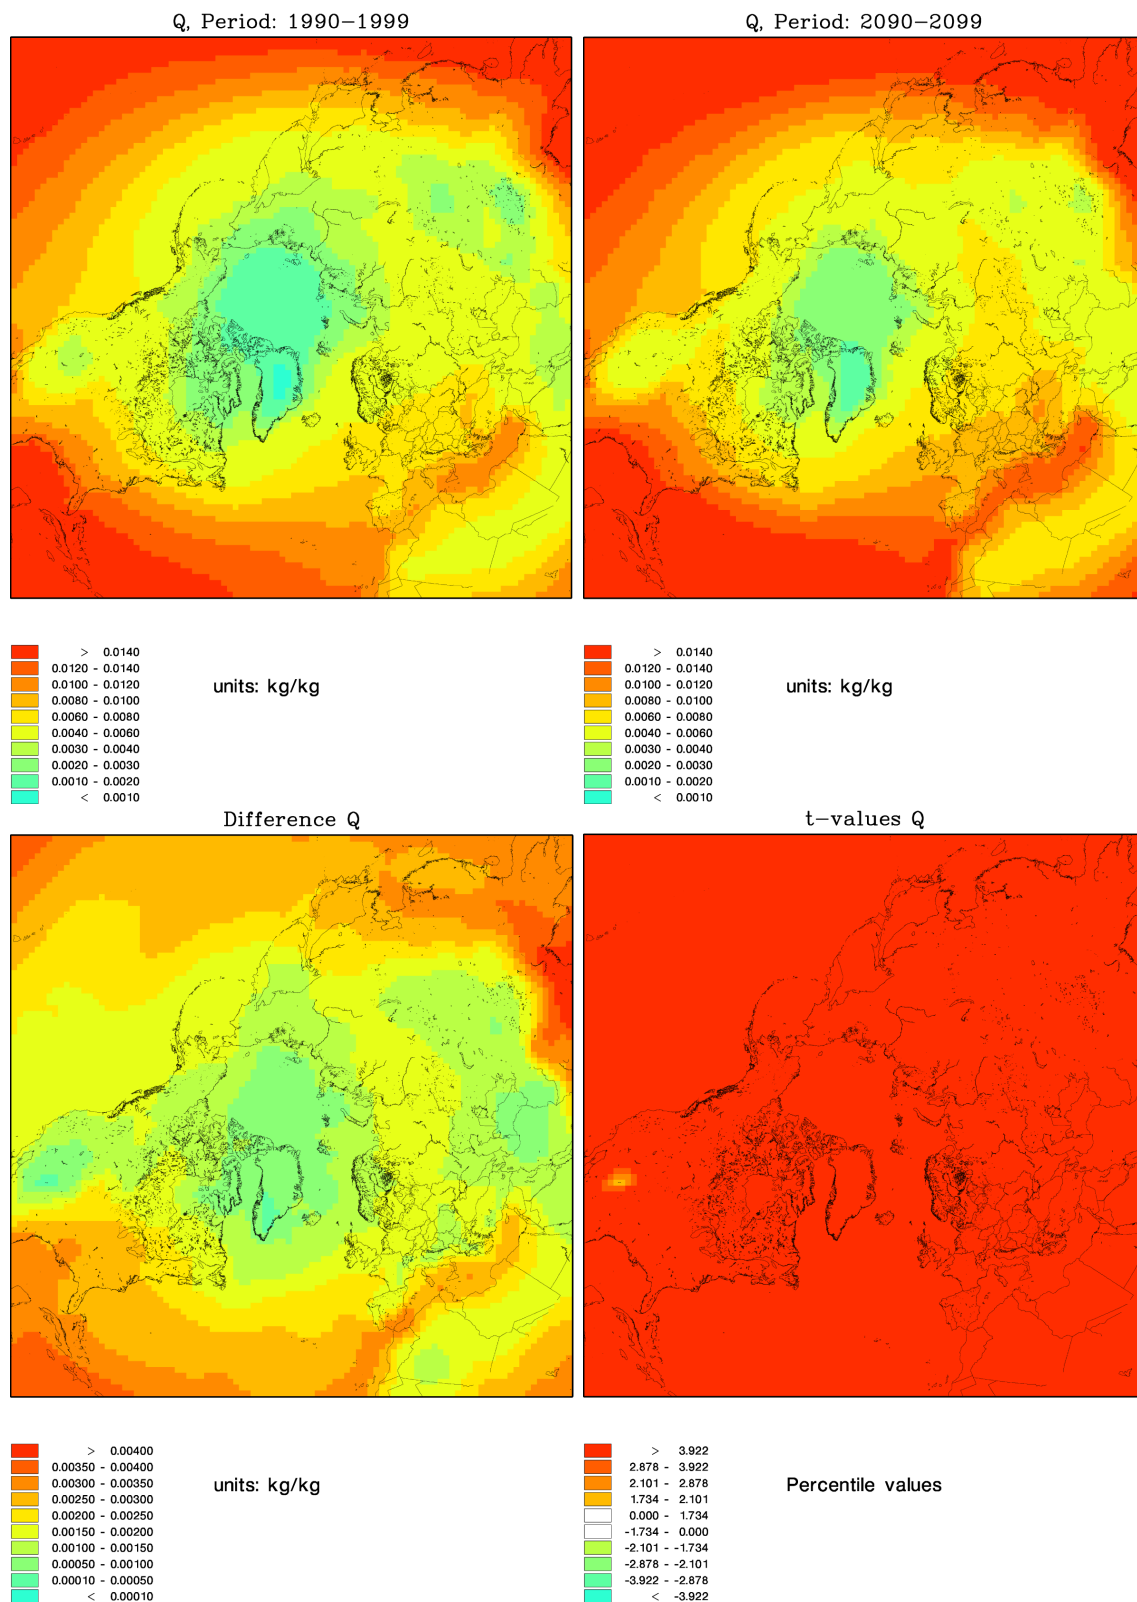 Q, Period: 1990−1999
Q, Period: 2090−2099
> 0.0140
0.0120 - 0.0140
0.0100 - 0.0120
0.0080 - 0.0100
0.0060 - 0.0080
0.0040 - 0.0060
0.0030 - 0.0040
0.0020 - 0.0030
0.0010 - 0.0020
< 0.0010
units: kg/kg
> 0.0140
0.0120 - 0.0140
0.0100 - 0.0120
0.0080 - 0.0100
0.0060 - 0.0080
0.0040 - 0.0060
0.0030 - 0.0040
0.0020 - 0.0030
0.0010 - 0.0020
< 0.0010
units: kg/kg
Difference Q
t−values Q
> 0.00400
0.00350 - 0.00400
0.00300 - 0.00350
0.00250 - 0.00300
0.00200 - 0.00250
0.00150 - 0.00200
0.00100 - 0.00150
0.00050 - 0.00100
0.00010 - 0.00050
< 0.00010
units: kg/kg
> 3.922
2.878 - 3.922
2.101 - 2.878
1.734 - 2.101
0.000 - 1.734
-1.734 - 0.000
-2.101 - -1.734
-2.878 - -2.101
-3.922 - -2.878
< -3.922
Percentile values